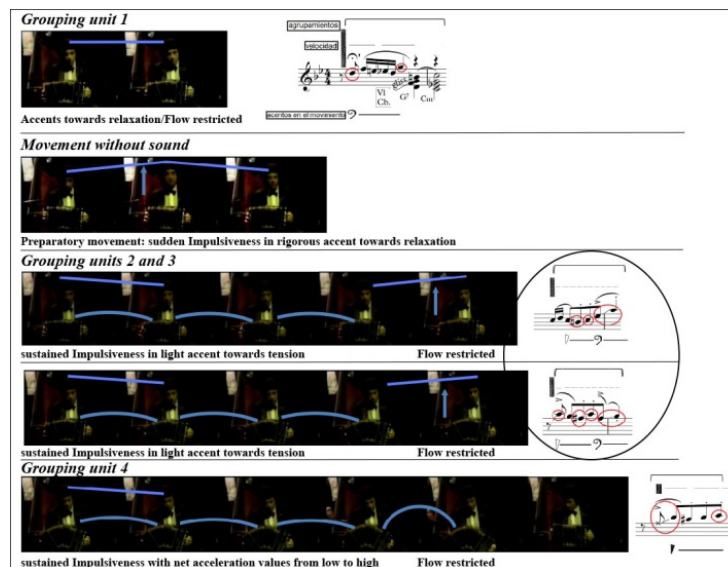 Grouping unit 1
agrupamientos
velocidad
gliss
Vl
Cb.
G⁷
Cm
acentos en el movimiento
Accents towards relaxation/Flow restricted
Movement without sound
Preparatory movement: sudden Impulsiveness in rigorous accent towards relaxation
Grouping units 2 and 3
sustained Impulsiveness in light accent towards tension Flow restricted
sustained Impulsiveness in light accent towards tension Flow restricted
Grouping unit 4
sustained Impulsiveness with net acceleration values from low to high Flow restricted